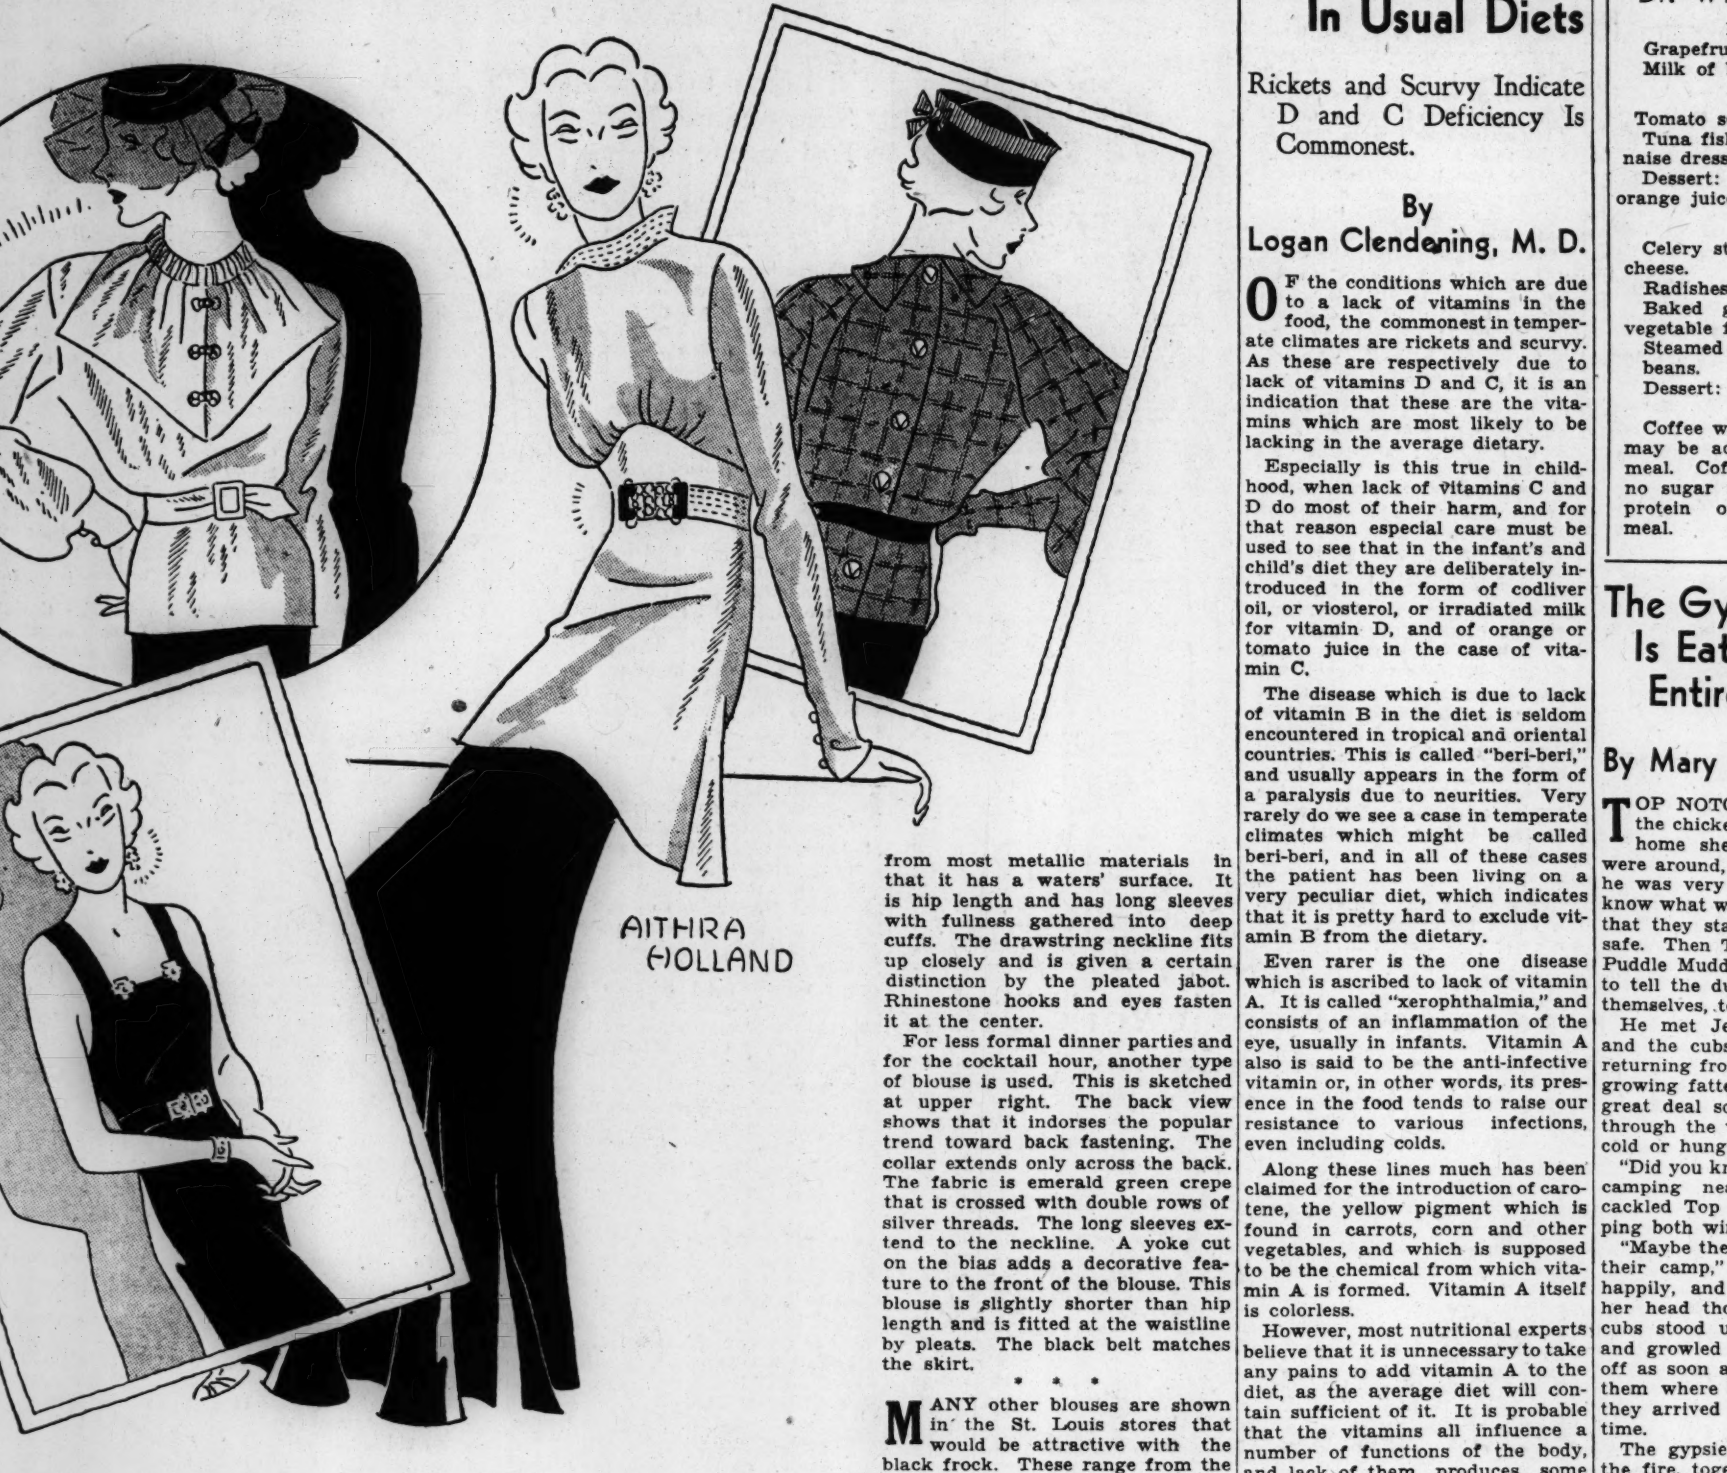 AITHRA
HOLLAND
from most metallic materials in
that it has a waters' surface. It
is hip length and has long sleeves
with fullness gathered into deep
cuffs. The drawstring neckline fits
up closely and is given a certain
distinction by the pleated jabot.
Rhinestone hooks and eyes fasten
it at the center.
For less formal dinner parties and
for the cocktail hour, another type
of blouse is used. This is sketched
at upper right. The back view
shows that it indorses the popular
trend toward back fastening. The
collar extends only across the back.
The fabric is emerald green crepe
that is crossed with double rows of
silver threads. The long sleeves ex-
tend to the neckline. A yoke cut
on the bias adds a decorative fea-
ture to the front of the blouse. This
blouse is slightly shorter than hip
length and is fitted at the waistline
by pleats. The black belt matches
the skirt.
* * *
MANY other blouses are shown
in the St. Louis stores that
would be attractive with the
black frock. These range from the
In Usual Diets
Rickets and Scurvy Indicate
D and C Deficiency Is
Commonest.
By
Logan Clendening, M. D.
OF the conditions which are due
to a lack of vitamins in the
food, the commonest in temper-
ate climates are rickets and scurvy.
As these are respectively due to
lack of vitamins D and C, it is an
indication that these are the vita-
mins which are most likely to be
lacking in the average dietary.
Especially is this true in child-
hood, when lack of vitamins C and
D do most of their harm, and for
that reason especial care must be
used to see that in the infant's and
child's diet they are deliberately in-
troduced in the form of codliver
oil, or viosterol, or irradiated milk
for vitamin D, and of orange or
tomato juice in the case of vita-
min C.
The disease which is due to lack
of vitamin B in the diet is seldom
encountered in tropical and oriental
countries. This is called "beri-beri,"
and usually appears in the form of
a paralysis due to neurities. Very
rarely do we see a case in temperate
climates which might be called
beri-beri, and in all of these cases
the patient has been living on a
very peculiar diet, which indicates
that it is pretty hard to exclude vit-
amin B from the dietary.
Even rarer is the one disease
which is ascribed to lack of vitamin
A. It is called "xerophthalmia," and
consists of an inflammation of the
eye, usually in infants. Vitamin A
also is said to be the anti-infective
vitamin or, in other words, its pres-
ence in the food tends to raise our
resistance to various infections,
even including colds.
Along these lines much has been
claimed for the introduction of caro-
tene, the yellow pigment which is
found in carrots, corn and other
vegetables, and which is supposed
to be the chemical from which vita-
min A is formed. Vitamin A itself
is colorless.
However, most nutritional experts
believe that it is unnecessary to take
any pains to add vitamin A to the
diet, as the average diet will con-
tain sufficient of it. It is probable
that the vitamins all influence a
number of functions of the body,
and lack of them produces some
Grapefru
Milk of
Tomato s
Tuna fis
naise dress
Dessert:
orange juic
Celery st
cheese.
Radishes
Baked g
vegetable
Steamed
beans.
Dessert:
Coffee w
may be ad
meal. Cof
no sugar
protein o
meal.
The Gy
Is Eat
Entir
By Mary
TOP NOTC
the chicke
home she
were around,
he was very
know what w
that they sta
safe. Then T
Puddle Mudd
to tell the du
themselves, t
He met Je
and the cubs
returning fro
growing fatte
great deal so
through the
cold or hung
"Did you kn
camping nea
cackled Top
ping both wi
"Maybe the
their camp,"
happily, and
her head tho
cubs stood u
and growled
off as soon a
them where
they arrived
time.
The gypsie
the fire tog